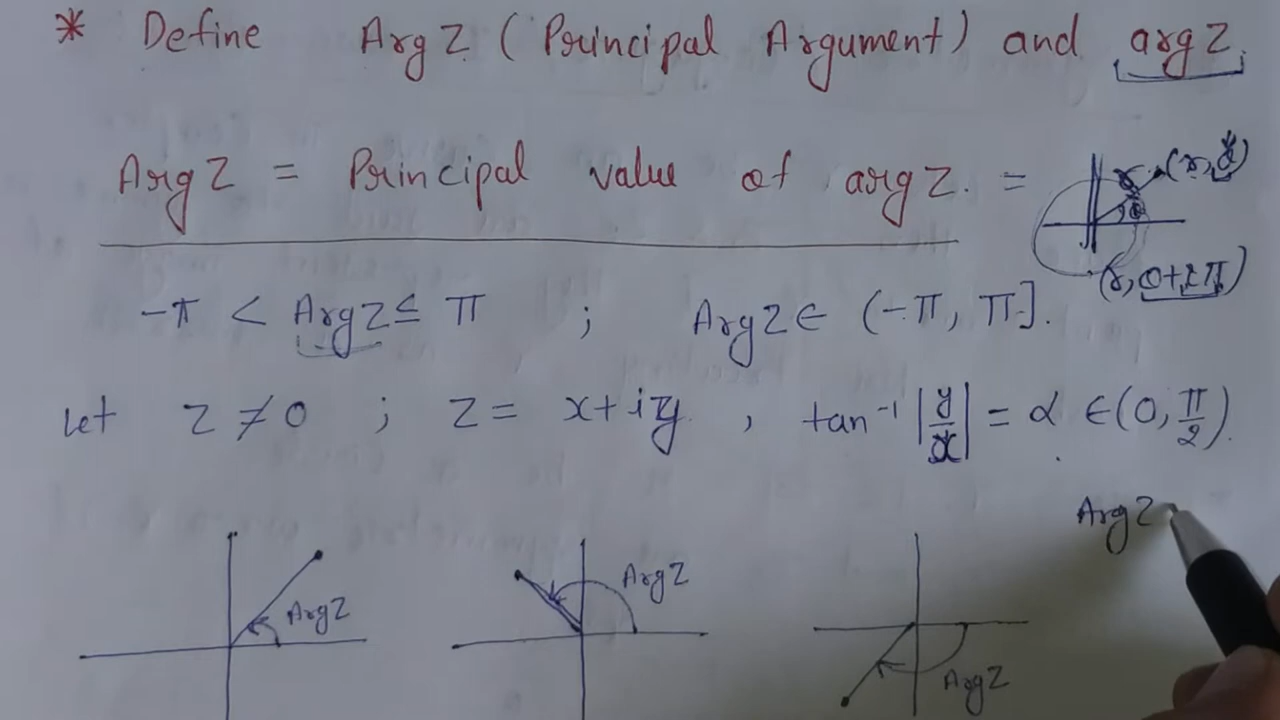 * Define Arg Z (Principal Argument) and arg Z.
Arg Z = Principal value of arg Z. =
(r, θ+2π)
-π < Arg Z ≤ π ; Arg Z ∈ (-π, π].
Let Z ≠ 0 ; Z = x+iy , tan⁻¹ |y/x| = α ∈ (0, π/2).
Arg Z
Arg Z
Arg Z
Arg Z